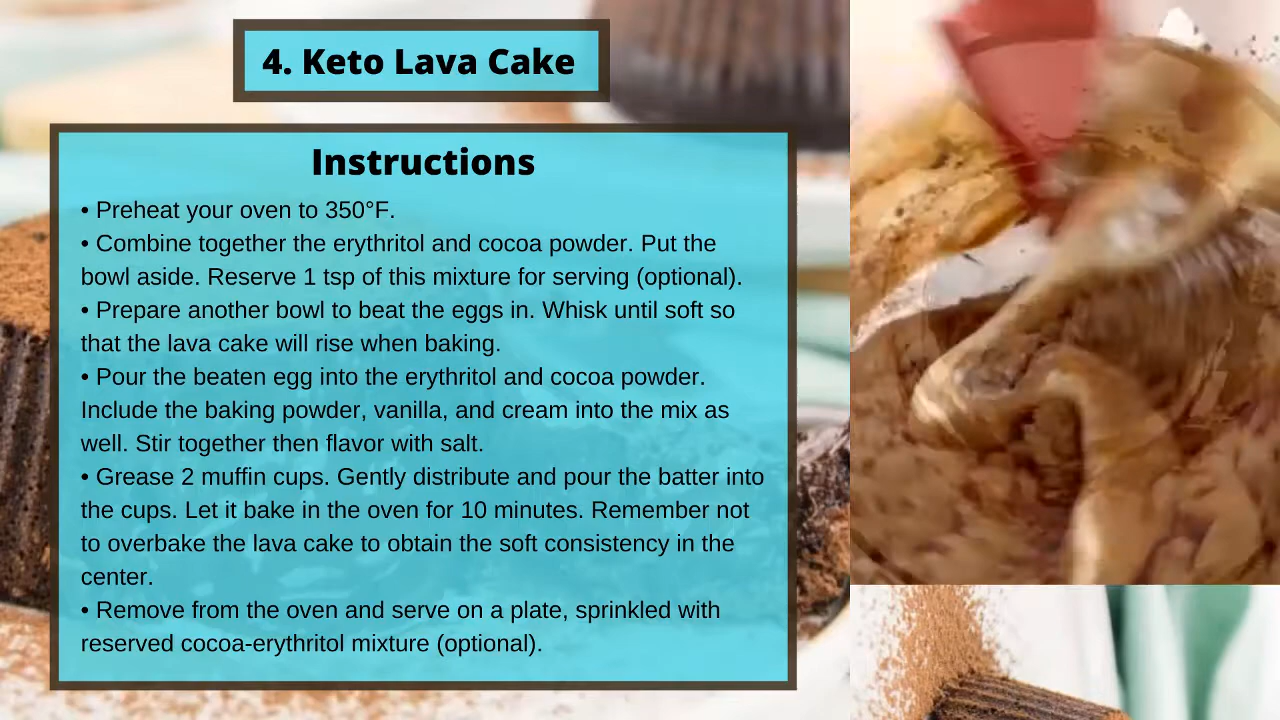 4. Keto Lava Cake
Instructions
• Preheat your oven to 350°F.
• Combine together the erythritol and cocoa powder. Put the
bowl aside. Reserve 1 tsp of this mixture for serving (optional).
• Prepare another bowl to beat the eggs in. Whisk until soft so
that the lava cake will rise when baking.
• Pour the beaten egg into the erythritol and cocoa powder.
Include the baking powder, vanilla, and cream into the mix as
well. Stir together then flavor with salt.
• Grease 2 muffin cups. Gently distribute and pour the batter into
the cups. Let it bake in the oven for 10 minutes. Remember not
to overbake the lava cake to obtain the soft consistency in the
center.
• Remove from the oven and serve on a plate, sprinkled with
reserved cocoa-erythritol mixture (optional).